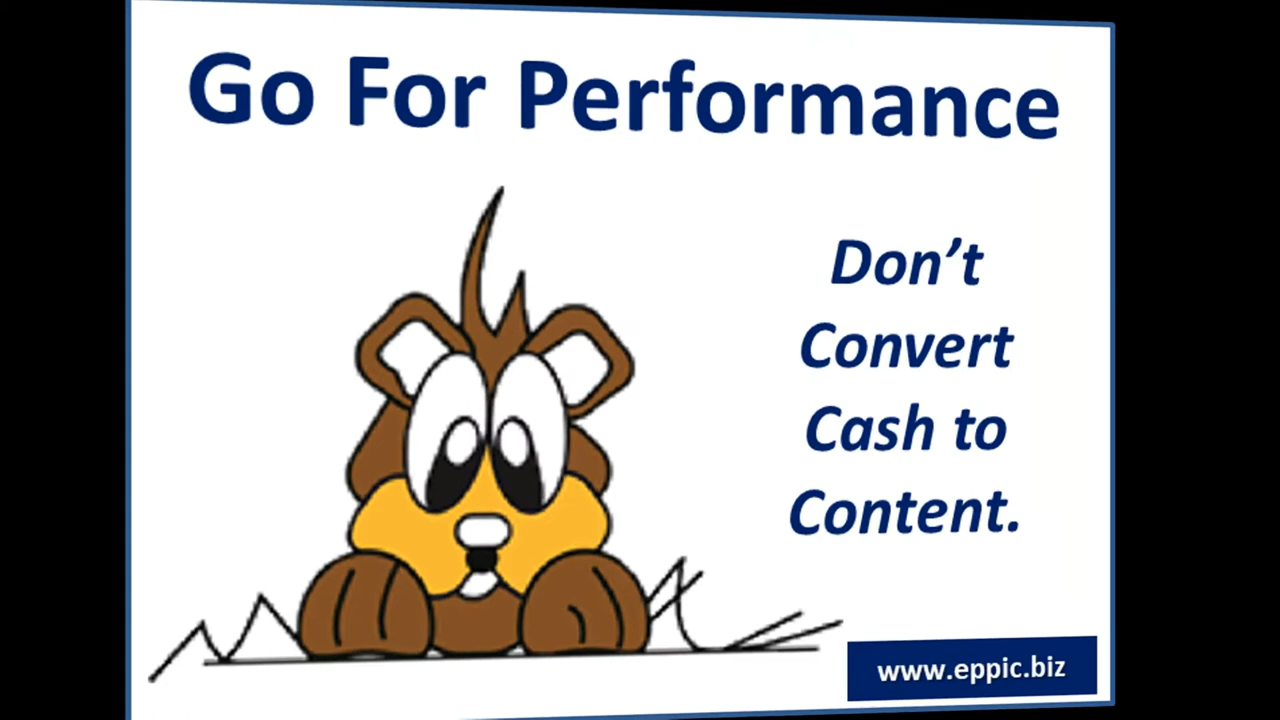 Go For Performance
Don’t
Convert
Cash to
Content.
www.eppic.biz